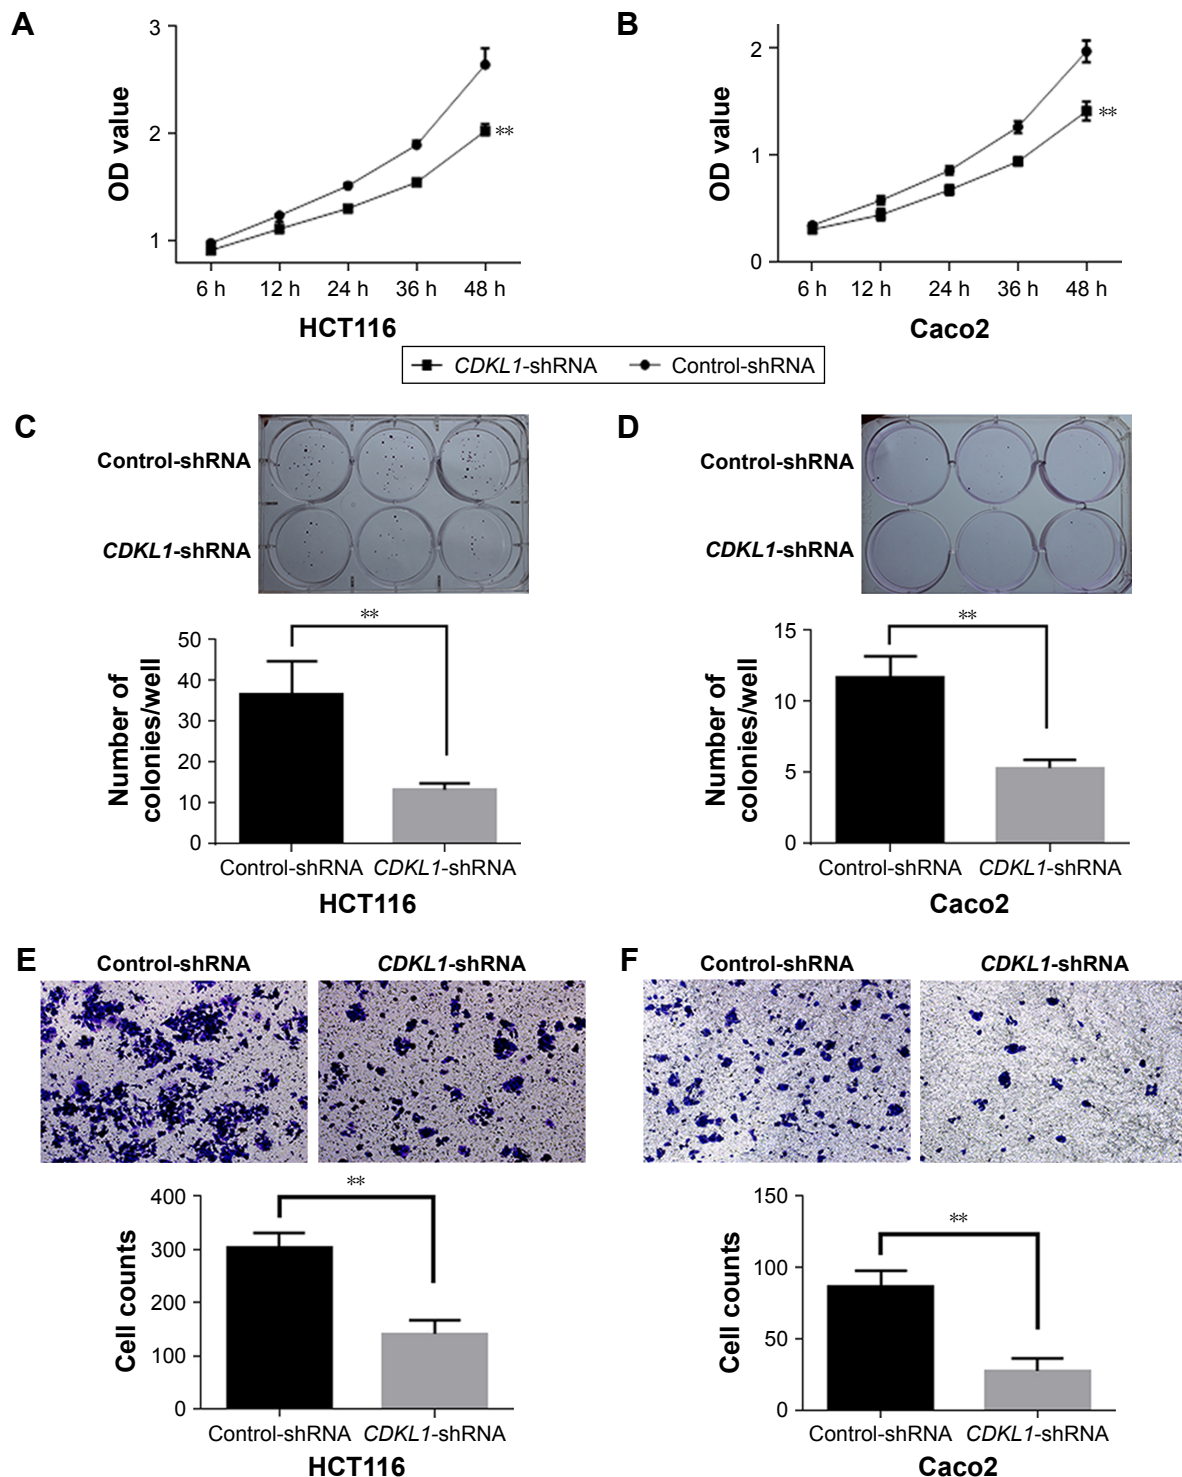 A
OD value
3
2
1
**
6 h 12 h 24 h 36 h 48 h
HCT116
B
OD value
2
1
0
**
6 h 12 h 24 h 36 h 48 h
Caco2
CDKL1-shRNA Control-shRNA
C
Control-shRNA
CDKL1-shRNA
**
Number of
colonies/well
50
40
30
20
10
0
Control-shRNA CDKL1-shRNA
HCT116
D
Control-shRNA
CDKL1-shRNA
**
Number of
colonies/well
15
10
5
0
Control-shRNA CDKL1-shRNA
Caco2
E
Control-shRNA CDKL1-shRNA
**
Cell counts
400
300
200
100
0
Control-shRNA CDKL1-shRNA
HCT116
F
Control-shRNA CDKL1-shRNA
**
Cell counts
150
100
50
0
Control-shRNA CDKL1-shRNA
Caco2